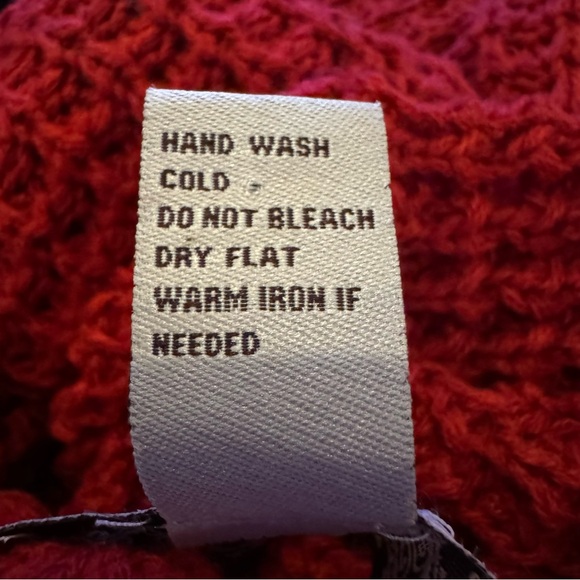 HAND WASH
COLD
DO NOT BLEACH
DRY FLAT
WARM IRON IF
NEEDED